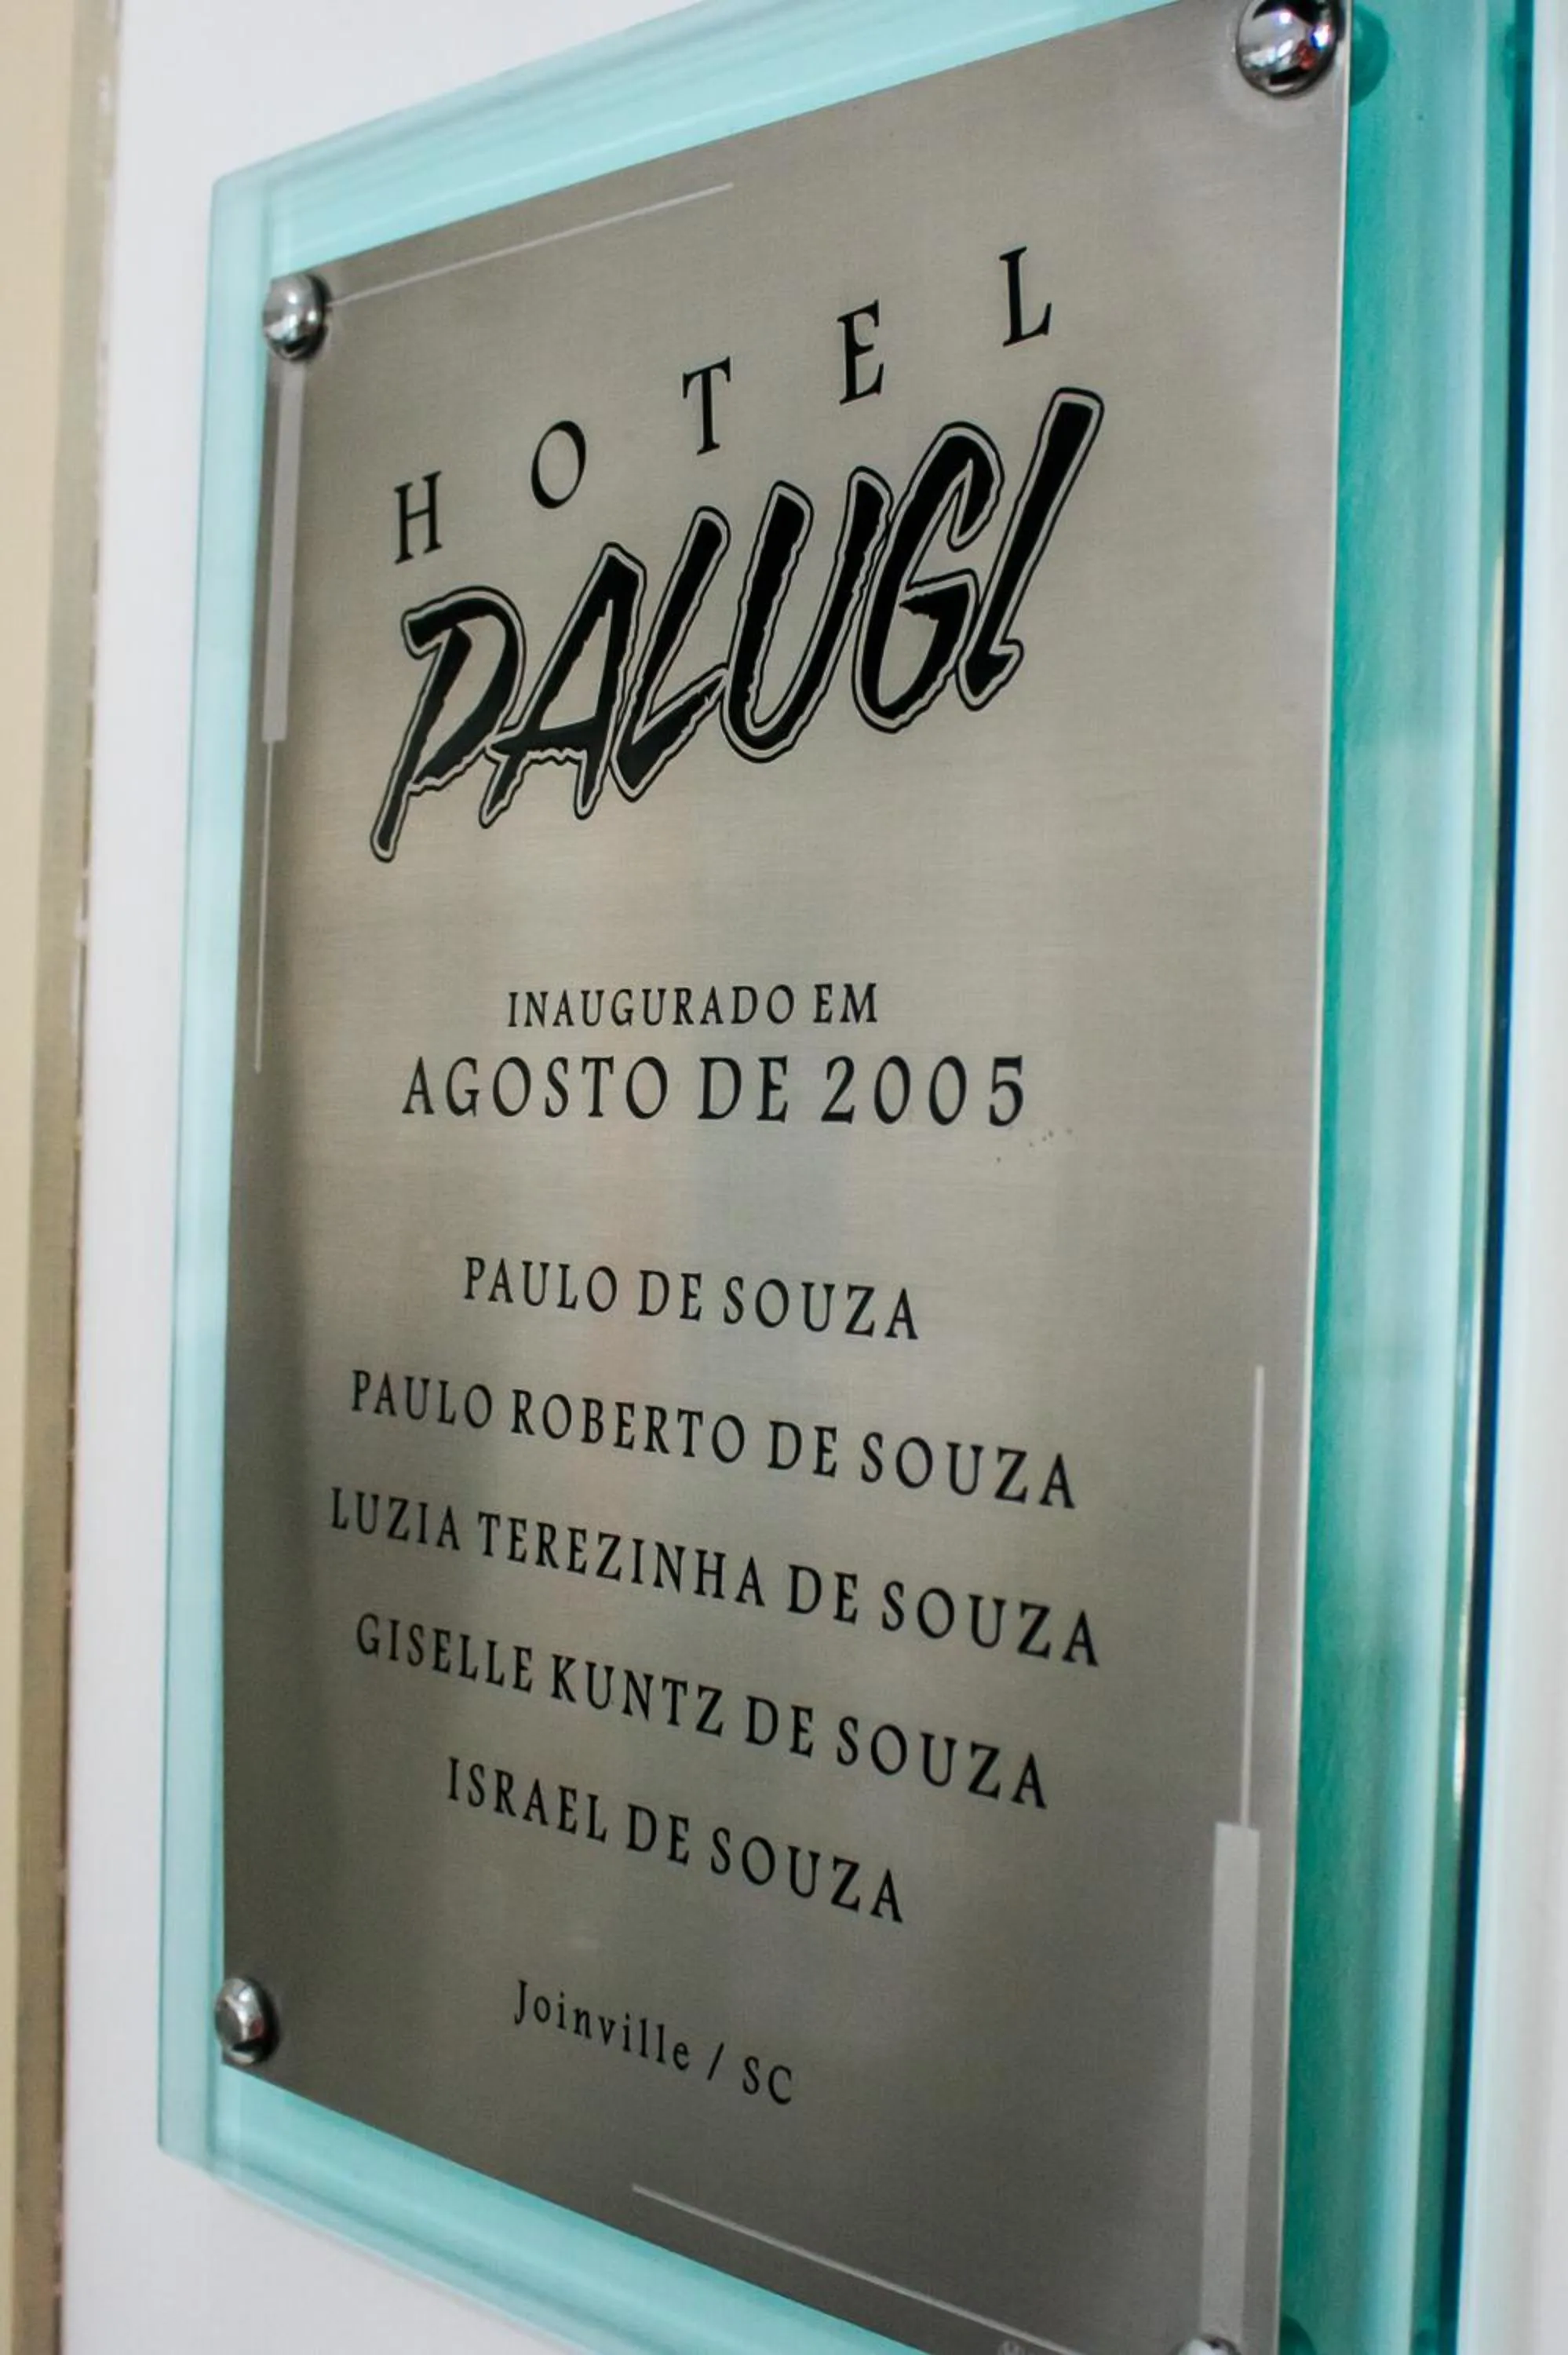 HOTEL
PALUGI
INAUGURADO EM
AGOSTO DE 2005
PAULO DE SOUZA
PAULO ROBERTO DE SOUZA
LUZIA TEREZINHA DE SOUZA
GISELLE KUNTZ DE SOUZA
ISRAEL DE SOUZA
Joinville / SC